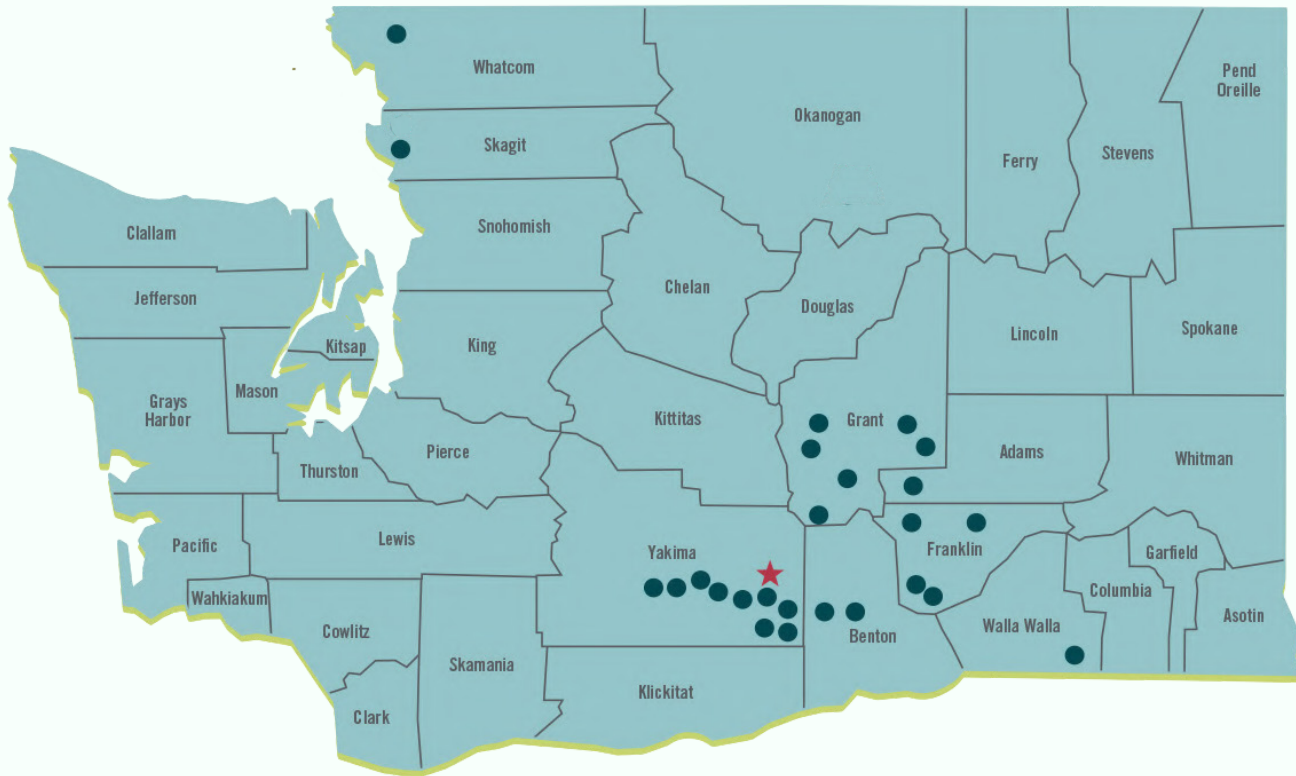 Whatcom
Pend
Oreille
Okanogan
Skagit
Ferry
Stevens
Snohomish
Clallam
Chelan
Jefferson
Douglas
Lincoln
Spokane
King
Kitsap
Mason
Grays
Harbor
Kittitas
Grant
Pierce
Adams
Whitman
Thurston
Lewis
Pacific
Yakima
Franklin
Garfield
Columbia
Wahkiakum
Asotin
Cowlitz
Walla Walla
Benton
Skamania
Klickitat
Clark